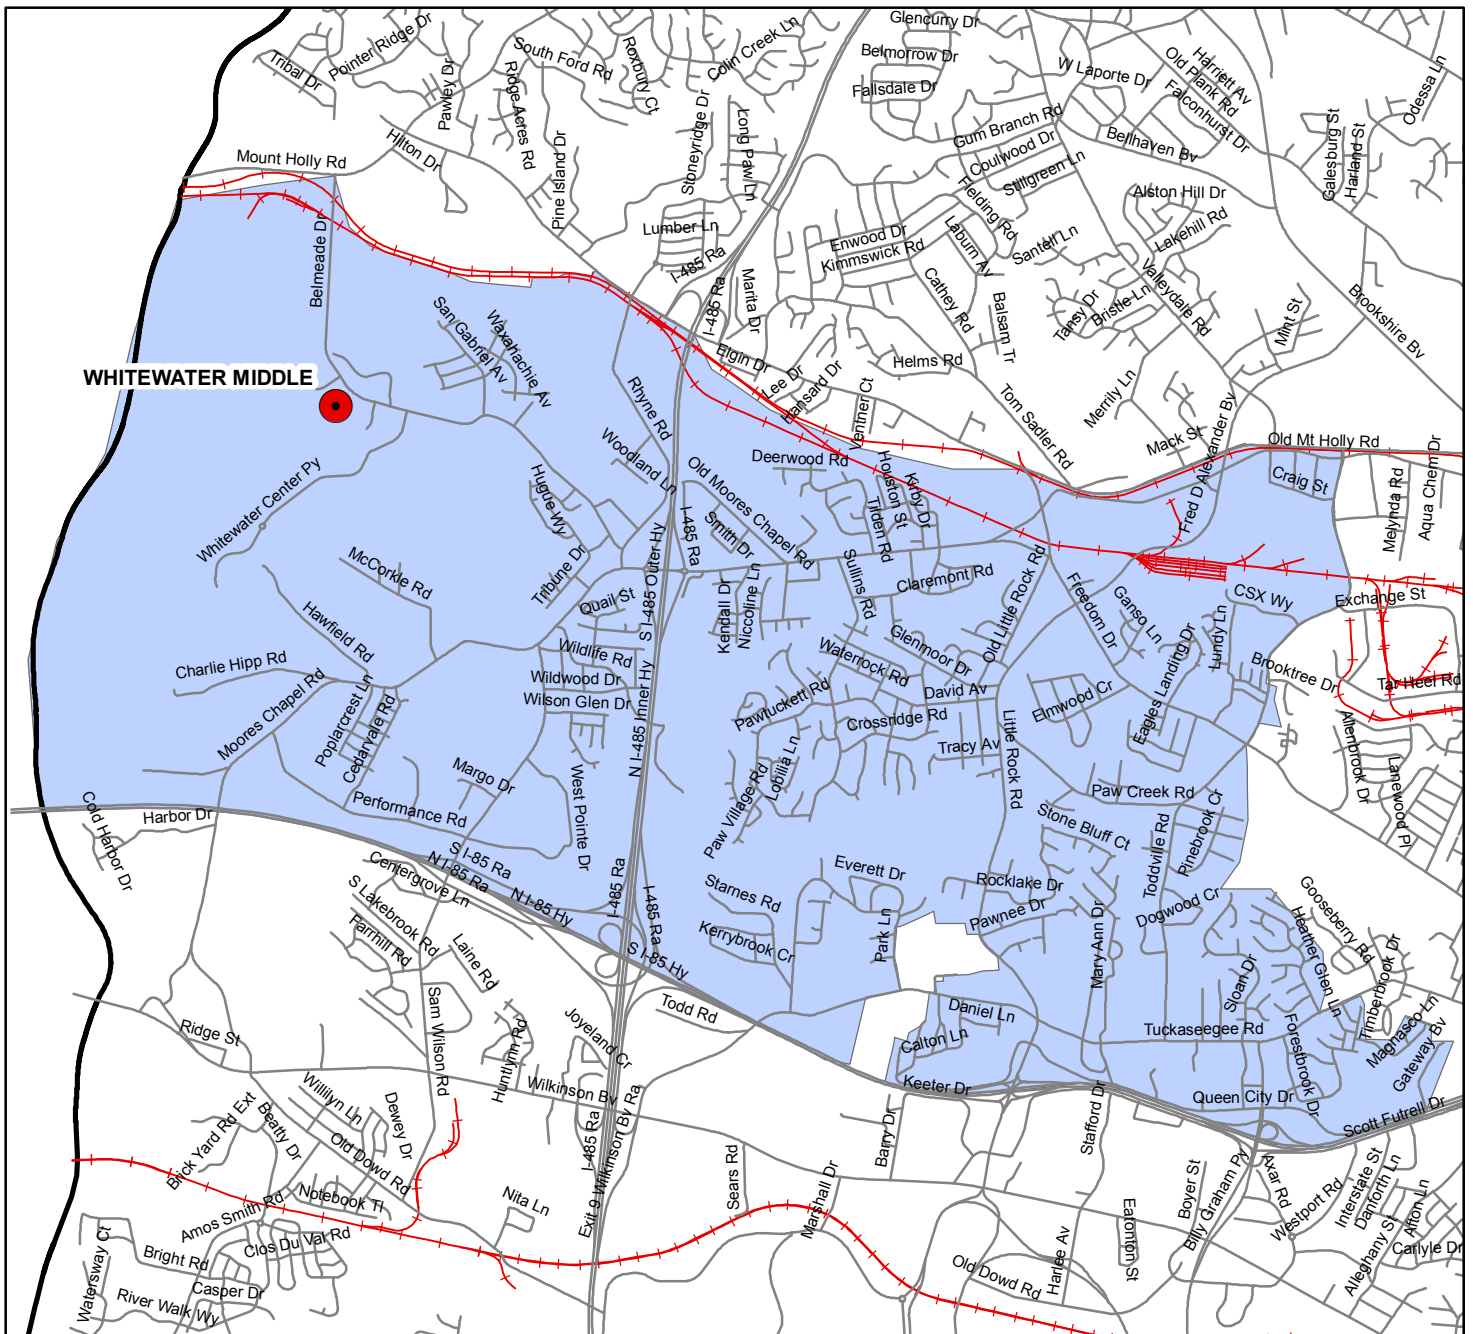 Glencurry Dr
Pointer Ridge Dr
South Ford Rd
Roxbury Ct
Colin Creek Ln
Belmorrow Dr
W Laporte Dr
Harriett Av
Old Plank Rd
Odessa Ln
Tribal Dr
Pawley Dr
Ridge Acres Rd
Fallsdale Dr
Falconhurst Dr
Stoneyridge Dr
Long Paw Ln
Gum Branch Rd
Bellhaven Bv
Galesburg St
Harland St
Hilton Dr
Coulwood Dr
Mount Holly Rd
Pine Island Dr
Stillgreen Ln
Fielding Rd
Alston Hill Dr
Lumber Ln
Enwood Dr
Laburn Av
Santell Ln
Lakehill Rd
Belmeade Dr
Kimmswick Rd
I-485 Ra
Marita Dr
Cathey Rd
Valleydale Rd
I-485 Ra
Balsam Tr
Tansy Dr
Bristle Ln
Mint St
Brookshire Bv
San Gabriel Av
Waxahachie Av
Elgin Dr
Helms Rd
WHITEWATER MIDDLE
Rhyne Rd
Lee Dr
Hansard Dr
Ventner Ct
Tom Sadler Rd
Merrily Ln
Mack St
Fred D Alexander Bv
Old Mt Holly Rd
Woodland Ln
Deerwood Rd
Craig St
Melynda Rd
Aqua Chem Dr
Whitewater Center Py
Hugue Wy
Old Moores Chapel Rd
Houston St
Kirby Dr
Tilden Rd
Smith Dr
I-485 Ra
McCorkle Rd
Tribune Dr
S I-485 Outer Hy
Sullins Rd
Claremont Rd
Old Little Rock Rd
Freedom Dr
Ganso Ln
CSX Wy
Exchange St
Quail St
Kendall Dr
Niccoline Ln
Hawfield Rd
Wildlife Rd
Glenmoor Dr
Waterrock Rd
Lundy Ln
Eagles Landing Dr
Brooktree Dr
Charlie Hipp Rd
Wildwood Dr
Wilson Glen Dr
David Av
Elmwood Cr
Tar Heel Rd
Moores Chapel Rd
Poplarcrest Ln
Cedarvale Rd
N I-485 Inner Hy
Pawtuckett Rd
Crossridge Rd
Tracy Av
Little Rock Rd
Allenbrook Dr
Lanewood Pl
Margo Dr
West Pointe Dr
Lobilia Ln
Paw Village Rd
Paw Creek Rd
Pinebrook Cr
Cold Harbor Dr
Harbor Dr
Performance Rd
Stone Bluff Ct
Toddville Rd
S I-85 Ra
N I-85 Ra
Centergrove Ln
N I-85 Hy
I-485 Ra
I-485 Ra
Starnes Rd
Everett Dr
Rocklake Dr
Pawnee Dr
Dogwood Cr
Gooseberry Rd
S Lakebrook Rd
Farrhill Rd
Laine Rd
S I-85 Hy
Kerrybrook Cr
Park Ln
Mary Ann Dr
Heather Glen Ln
Timberbrook Dr
Sloan Dr
Sam Wilson Rd
Todd Rd
Daniel Ln
Tuckaseegee Rd
Forestbrook Dr
Magnasco Ln
Ridge St
Huntlynn Rd
Joyeland Cr
Calton Ln
Gateway Bv
Keeter Dr
Queen City Dr
Scott Futrell Dr
Willilyn Ln
Wilkinson Bv
Brick Yard Rd Ext
Beatty Dr
Dewey Dr
Old Dowd Rd
I-485 Ra
Exit 9 Wilkinson By Ra
Barry Dr
Stafford Dr
Sears Rd
Marshall Dr
Boyer St
Billy Graham Py
Axar Rd
Westport Rd
Interstate St
Danforth Ln
Afton Ln
Notebook Tl
Nita Ln
Amos Smith Rd
Clos Du Val Rd
Eatonton St
Harlee Av
Alleghany St
Carlyle Dr
Watersway Ct
Bright Rd
Casper Dr
River Walk Wy
Old Dowd Rd